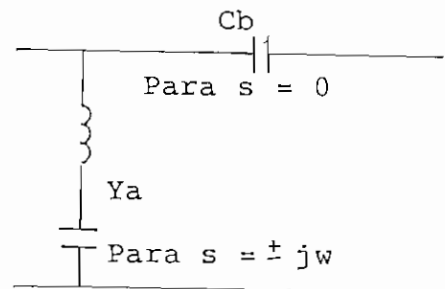 Cb
Para s = 0
Ya
Para s = ± jw